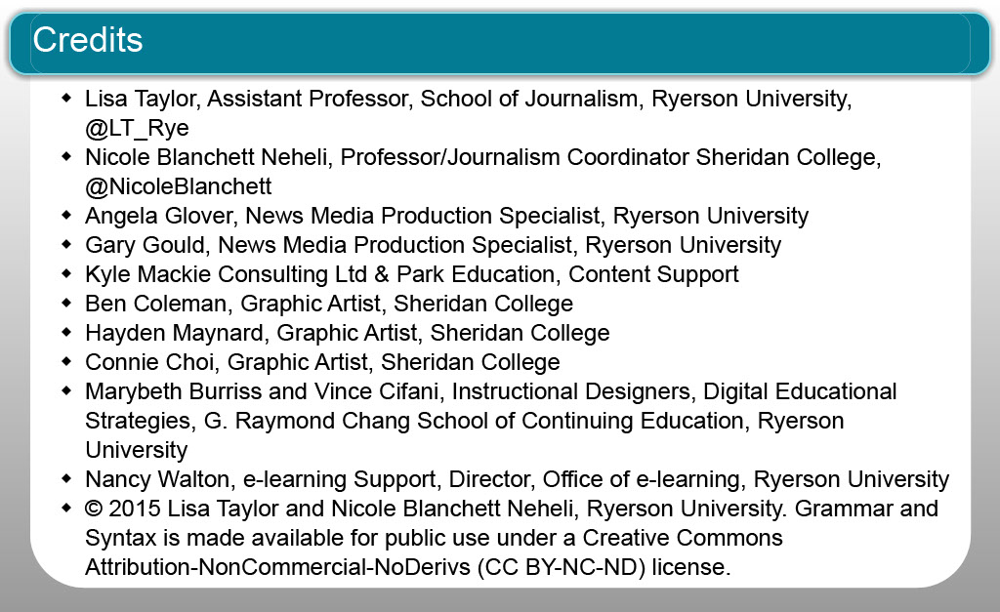 Credits
◆ Lisa Taylor, Assistant Professor, School of Journalism, Ryerson University,
@LT_Rye
◆ Nicole Blanchett Neheli, Professor/Journalism Coordinator Sheridan College,
@NicoleBlanchett
◆ Angela Glover, News Media Production Specialist, Ryerson University
◆ Gary Gould, News Media Production Specialist, Ryerson University
◆ Kyle Mackie Consulting Ltd & Park Education, Content Support
◆ Ben Coleman, Graphic Artist, Sheridan College
◆ Hayden Maynard, Graphic Artist, Sheridan College
◆ Connie Choi, Graphic Artist, Sheridan College
◆ Marybeth Burriss and Vince Cifani, Instructional Designers, Digital Educational
Strategies, G. Raymond Chang School of Continuing Education, Ryerson
University
◆ Nancy Walton, e-learning Support, Director, Office of e-learning, Ryerson University
◆ © 2015 Lisa Taylor and Nicole Blanchett Neheli, Ryerson University. Grammar and
Syntax is made available for public use under a Creative Commons
Attribution-NonCommercial-NoDerivs (CC BY-NC-ND) license.